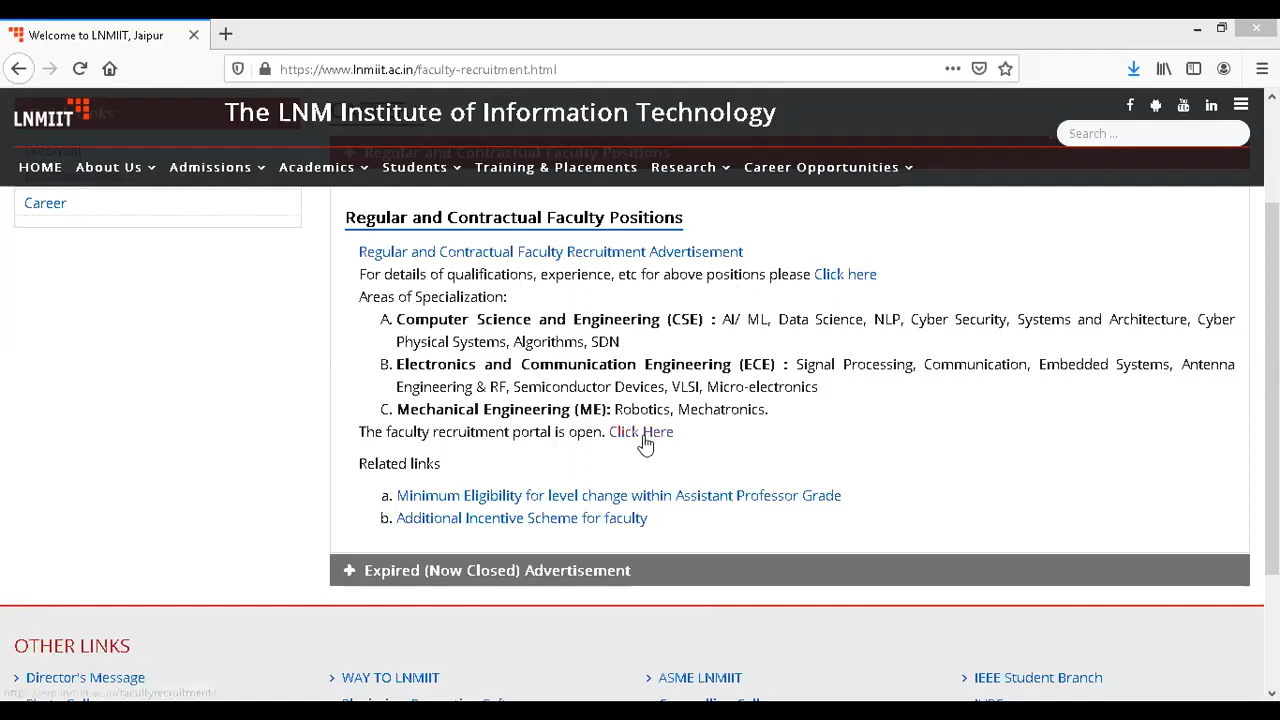 Welcome to LNMIIT, Jaipur
https://www.lnmiit.ac.in/faculty-recruitment.html
LNMIIT
The LNM Institute of Information Technology
Search ...
HOME About Us Admissions Academics Students Training & Placements Research Career Opportunities
Regular and Contractual Faculty Positions
Career
Regular and Contractual Faculty Positions
Regular and Contractual Faculty Recruitment Advertisement
For details of qualifications, experience, etc for above positions please Click here
Areas of Specialization:
A. Computer Science and Engineering (CSE) : AI/ ML, Data Science, NLP, Cyber Security, Systems and Architecture, Cyber
Physical Systems, Algorithms, SDN
B. Electronics and Communication Engineering (ECE) : Signal Processing, Communication, Embedded Systems, Antenna
Engineering & RF, Semiconductor Devices, VLSI, Micro-electronics
C. Mechanical Engineering (ME): Robotics, Mechatronics.
The faculty recruitment portal is open. Click Here
Related links
a. Minimum Eligibility for level change within Assistant Professor Grade
b. Additional Incentive Scheme for faculty
Expired (Now Closed) Advertisement
OTHER LINKS
Director's Message
WAY TO LNMIIT
ASME LNMIIT
IEEE Student Branch